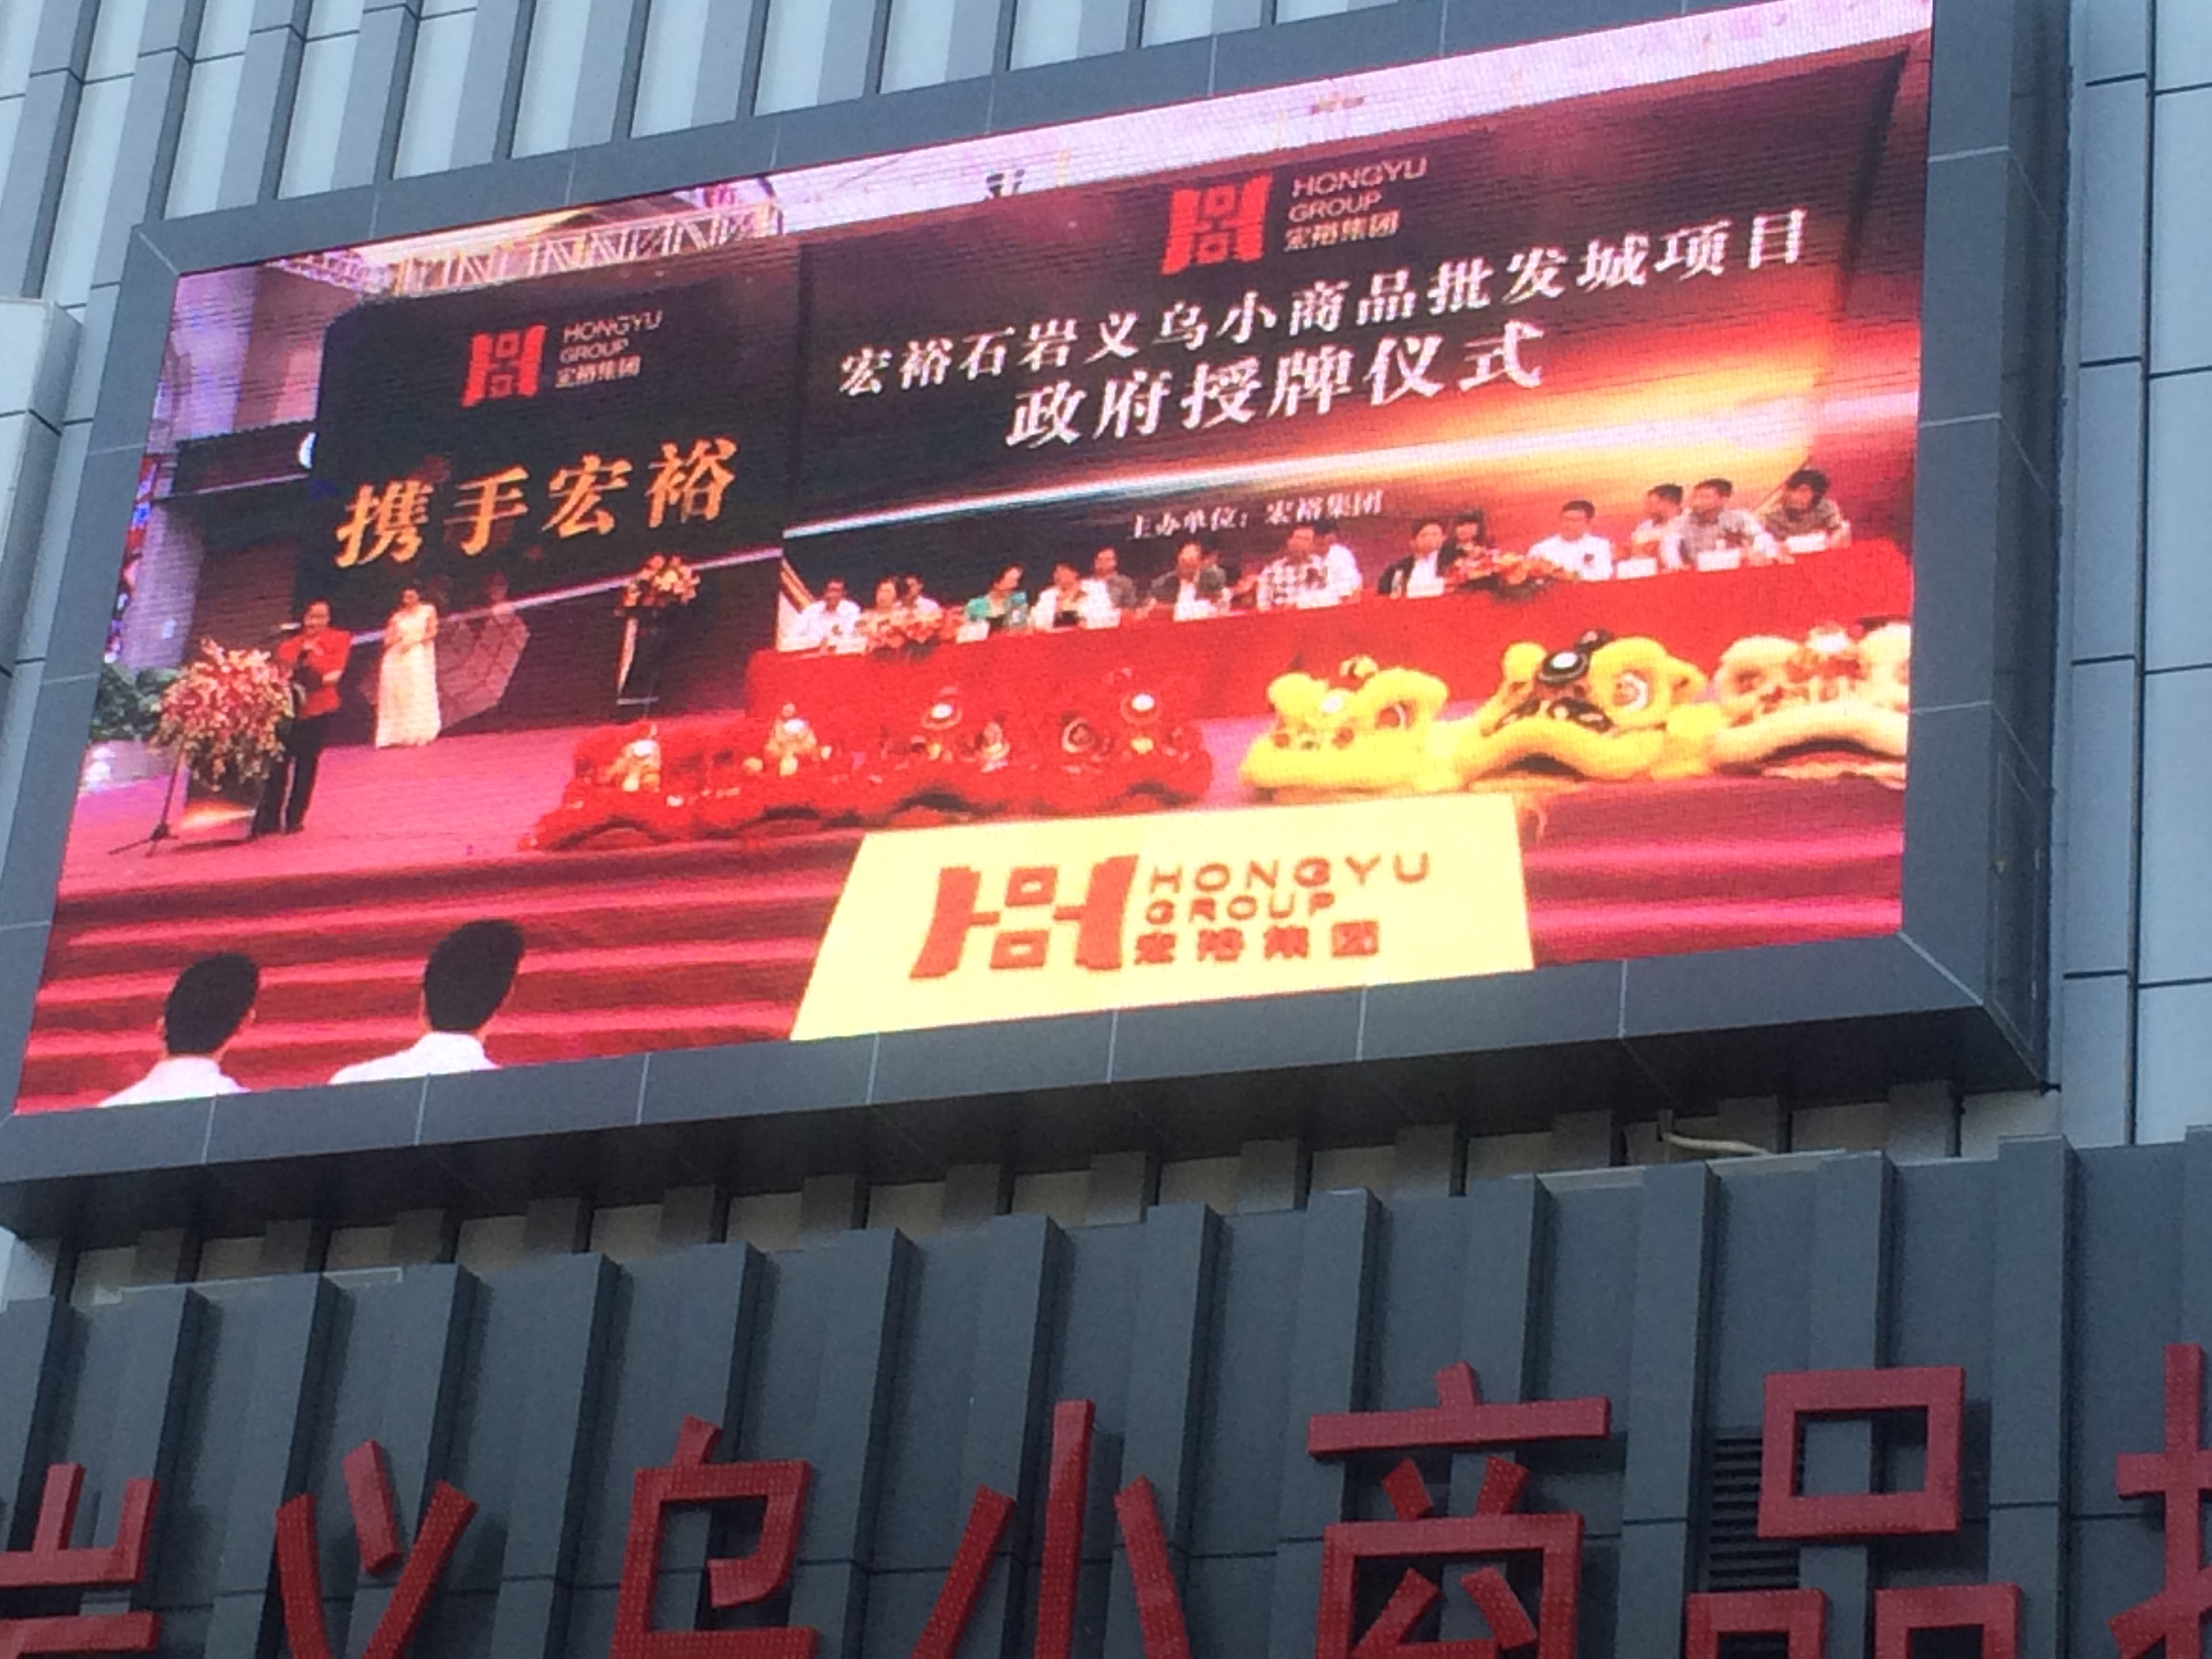 HONGYU
GROUP
宏裕集团
携手宏裕
HONGYU
GROUP
宏裕集团
宏裕石岩义乌小商品批发城项目
政府授牌仪式
主办单位：宏裕集团
HONGYU
GROUP
宏裕集团
岩义乌小商品批